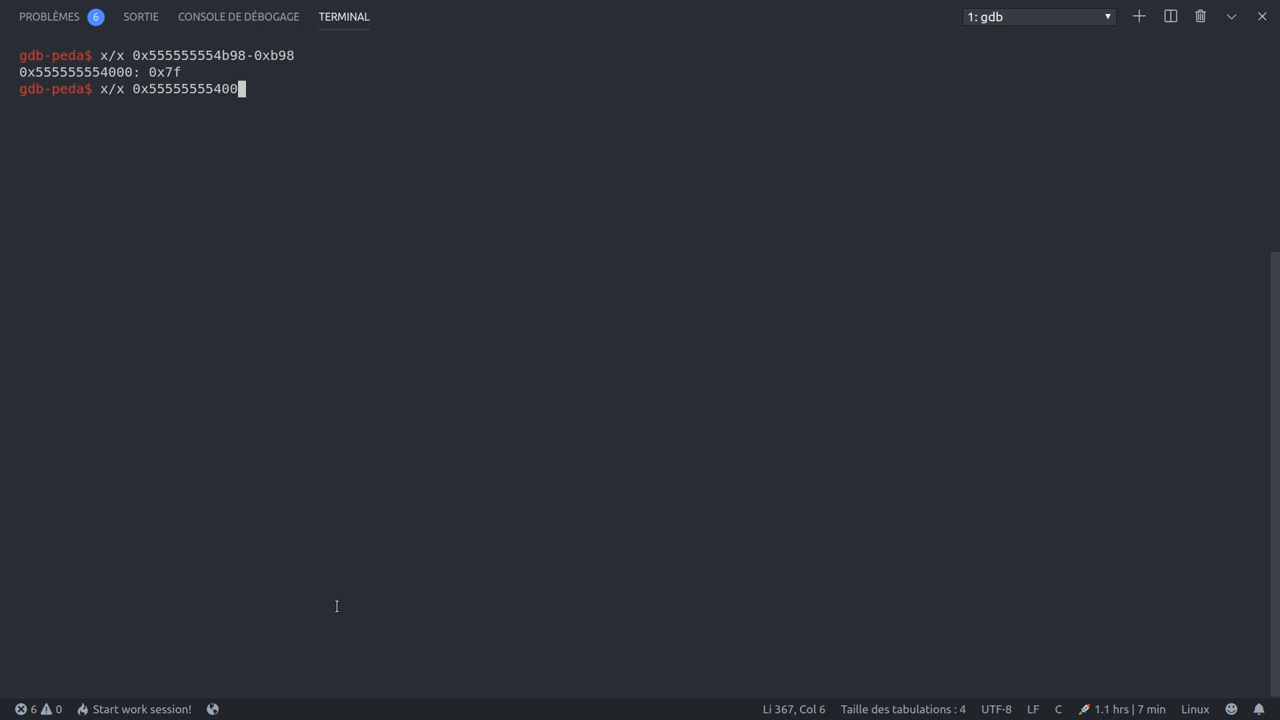 PROBLÈMES 6 SORTIE CONSOLE DE DÉBOGAGE TERMINAL 1: gdb
gdb-peda$ x/x 0x555555554b98-0xb98
0x555555554000: 0x7f
gdb-peda$ x/x 0x55555555400
6 0 Start work session! Li 367, Col 6 Taille des tabulations : 4 UTF-8 LF C 1.1 hrs | 7 min Linux